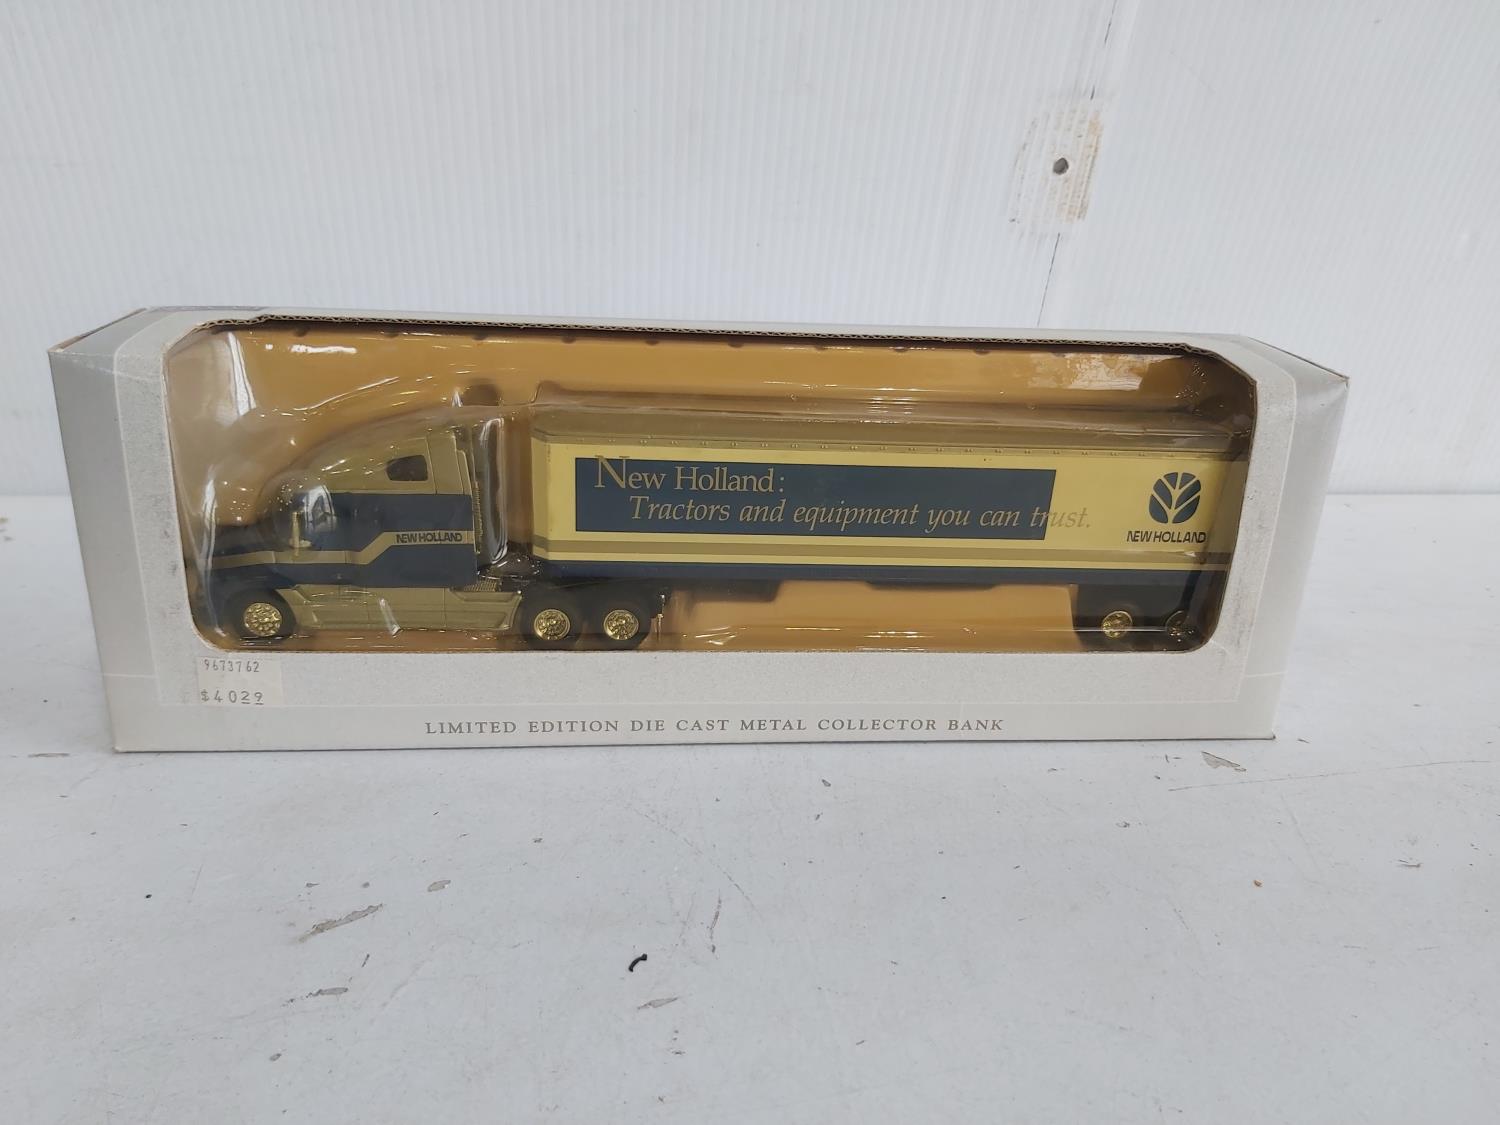 New Holland:
Tractors and equipment you can trust.
NEW HOLLAND
NEW HOLLAND
9673762
$4029
LIMITED EDITION DIE CAST METAL COLLECTOR BANK